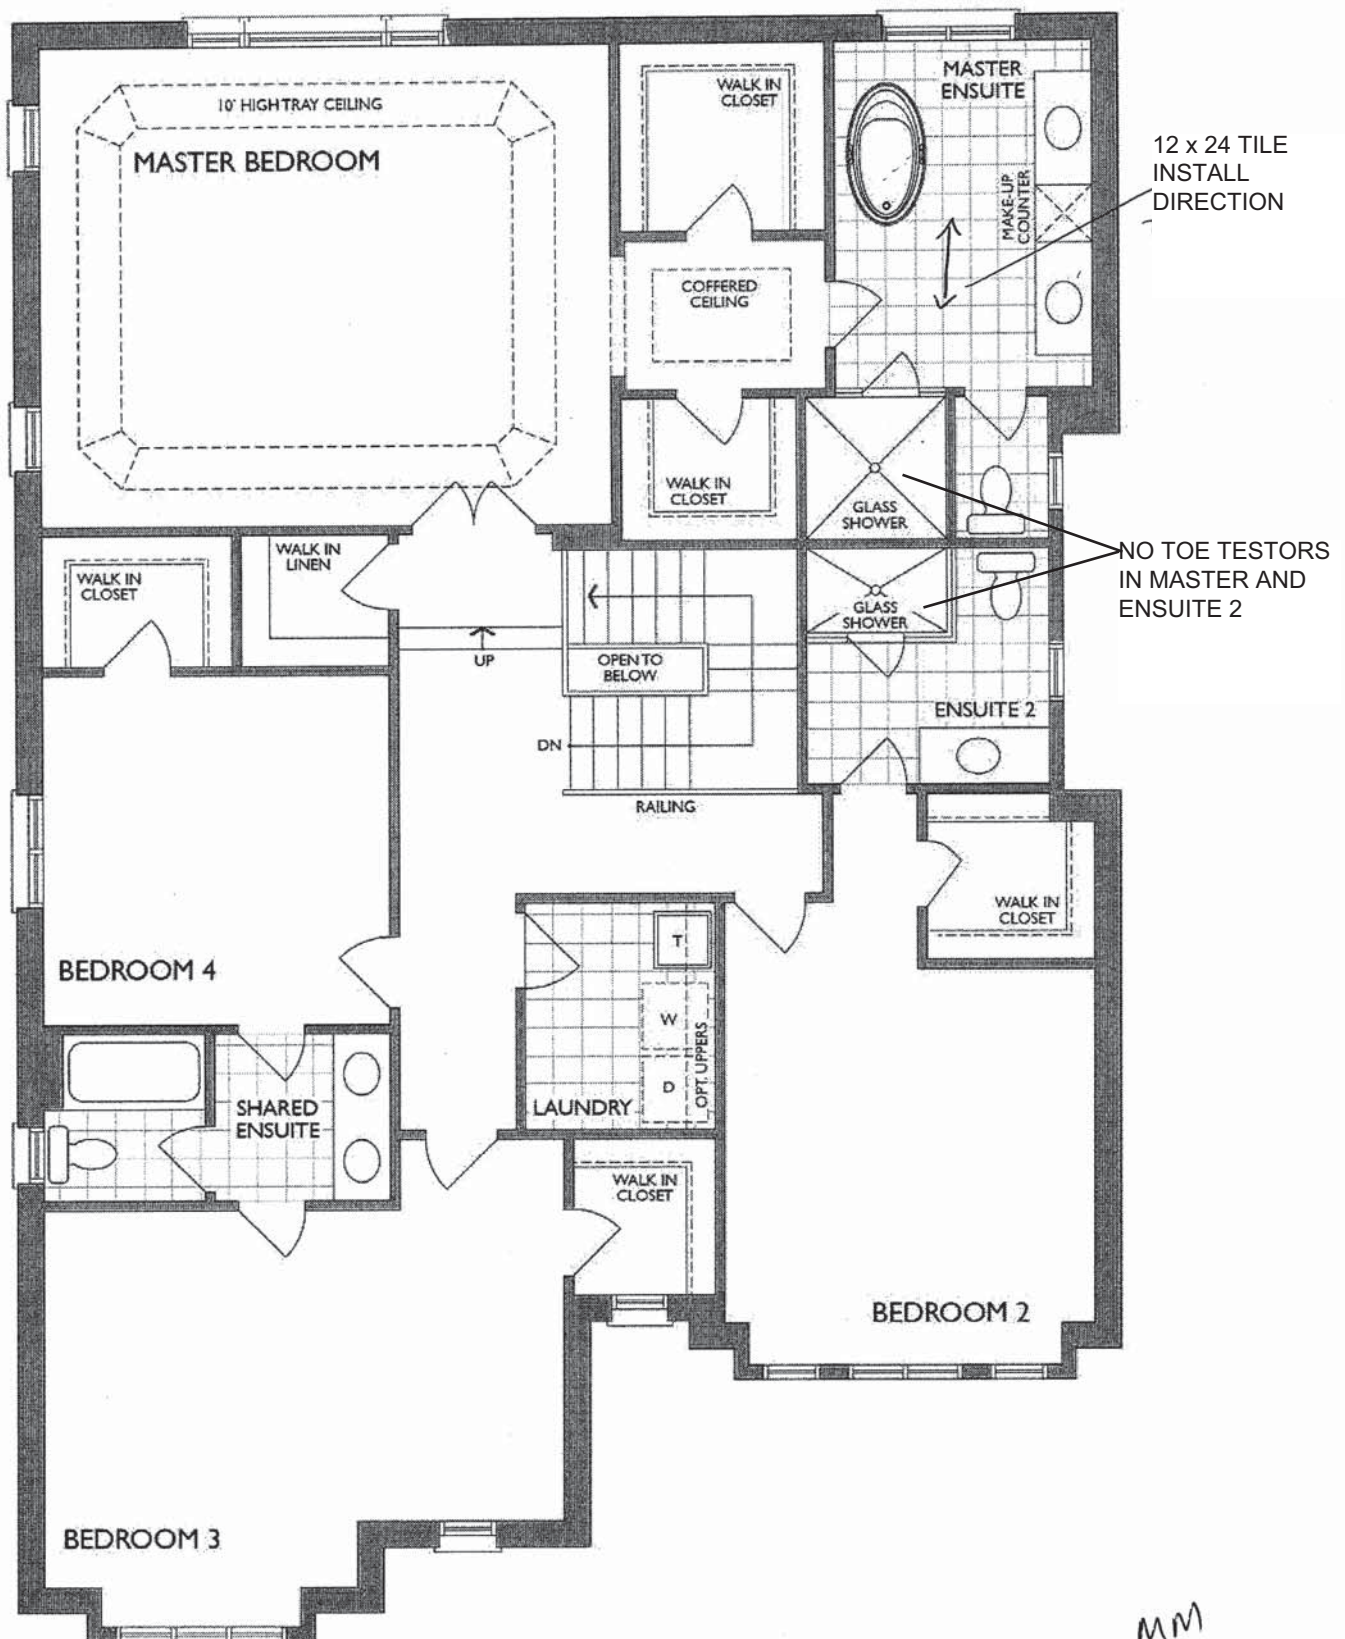 10' HIGH TRAY CEILING
MASTER BEDROOM
WALK IN
CLOSET
MASTER
ENSUITE
MAKE-UP
COUNTER
12 x 24 TILE
INSTALL
DIRECTION
COFFERED
CEILING
WALK IN
CLOSET
GLASS
SHOWER
NO TOE TESTORS
IN MASTER AND
ENSUITE 2
WALK IN
CLOSET
WALK IN
LINEN
UP
OPEN TO
BELOW
DN
RAILING
GLASS
SHOWER
ENSUITE 2
WALK IN
CLOSET
BEDROOM 4
T
W
D
OPT. UPPERS
LAUNDRY
SHARED
ENSUITE
WALK IN
CLOSET
BEDROOM 2
BEDROOM 3
MM